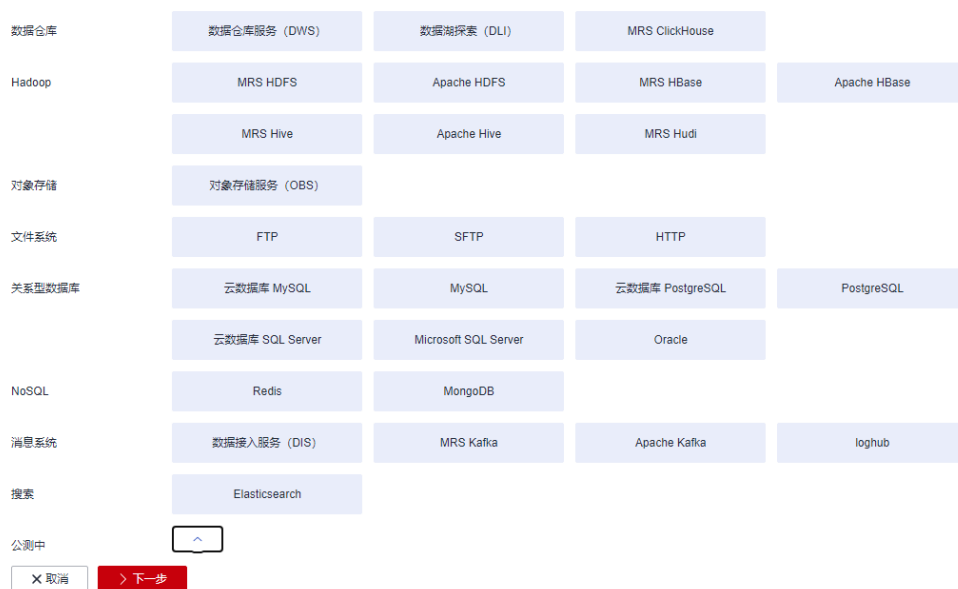 数据仓库 数据仓库服务（DWS） 数据湖探索（DLI） MRS ClickHouse
Hadoop MRS HDFS Apache HDFS MRS HBase Apache HBase
MRS Hive Apache Hive MRS Hudi
对象存储 对象存储服务（OBS）
文件系统 FTP SFTP HTTP
关系型数据库 云数据库 MySQL MySQL 云数据库 PostgreSQL PostgreSQL
云数据库 SQL Server Microsoft SQL Server Oracle
NoSQL Redis MongoDB
消息系统 数据接入服务（DIS） MRS Kafka Apache Kafka loghub
搜索 Elasticsearch
公测中
取消 下一步